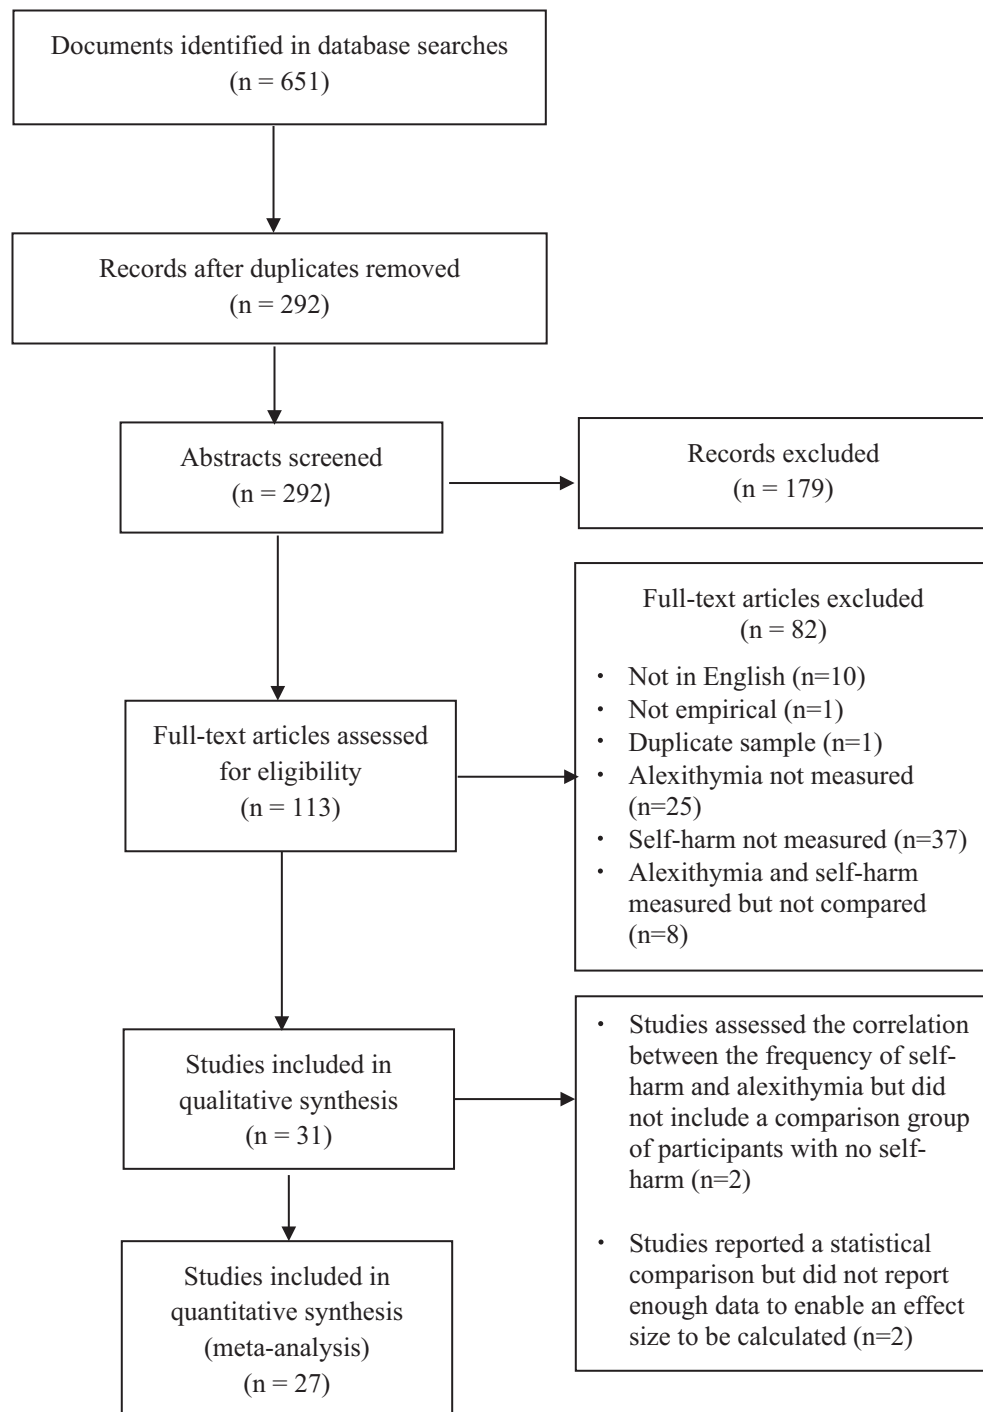 Documents identified in database searches
(n = 651)
Records after duplicates removed
(n = 292)
Abstracts screened
(n = 292)
Records excluded
(n = 179)
Full-text articles assessed
for eligibility
(n = 113)
Full-text articles excluded
(n = 82)
• Not in English (n=10)
• Not empirical (n=1)
• Duplicate sample (n=1)
• Alexithymia not measured
(n=25)
• Self-harm not measured (n=37)
• Alexithymia and self-harm
measured but not compared
(n=8)
Studies included in
qualitative synthesis
(n = 31)
• Studies assessed the correlation
between the frequency of self-
harm and alexithymia but did
not include a comparison group
of participants with no self-
harm (n=2)
• Studies reported a statistical
comparison but did not report
enough data to enable an effect
size to be calculated (n=2)
Studies included in
quantitative synthesis
(meta-analysis)
(n = 27)